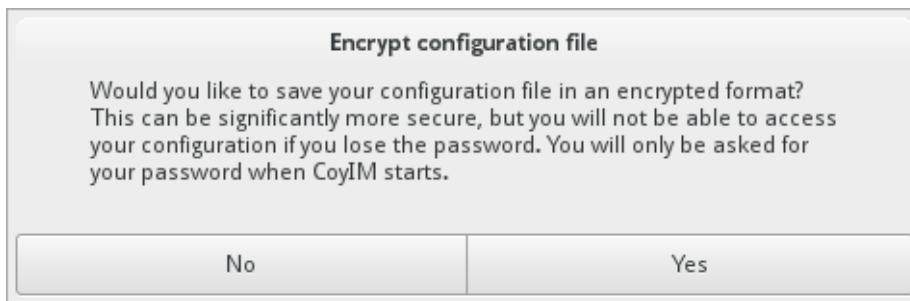 Encrypt configuration file
Would you like to save your configuration file in an encrypted format?
This can be significantly more secure, but you will not be able to access
your configuration if you lose the password. You will only be asked for
your password when CoyIM starts.
No
Yes